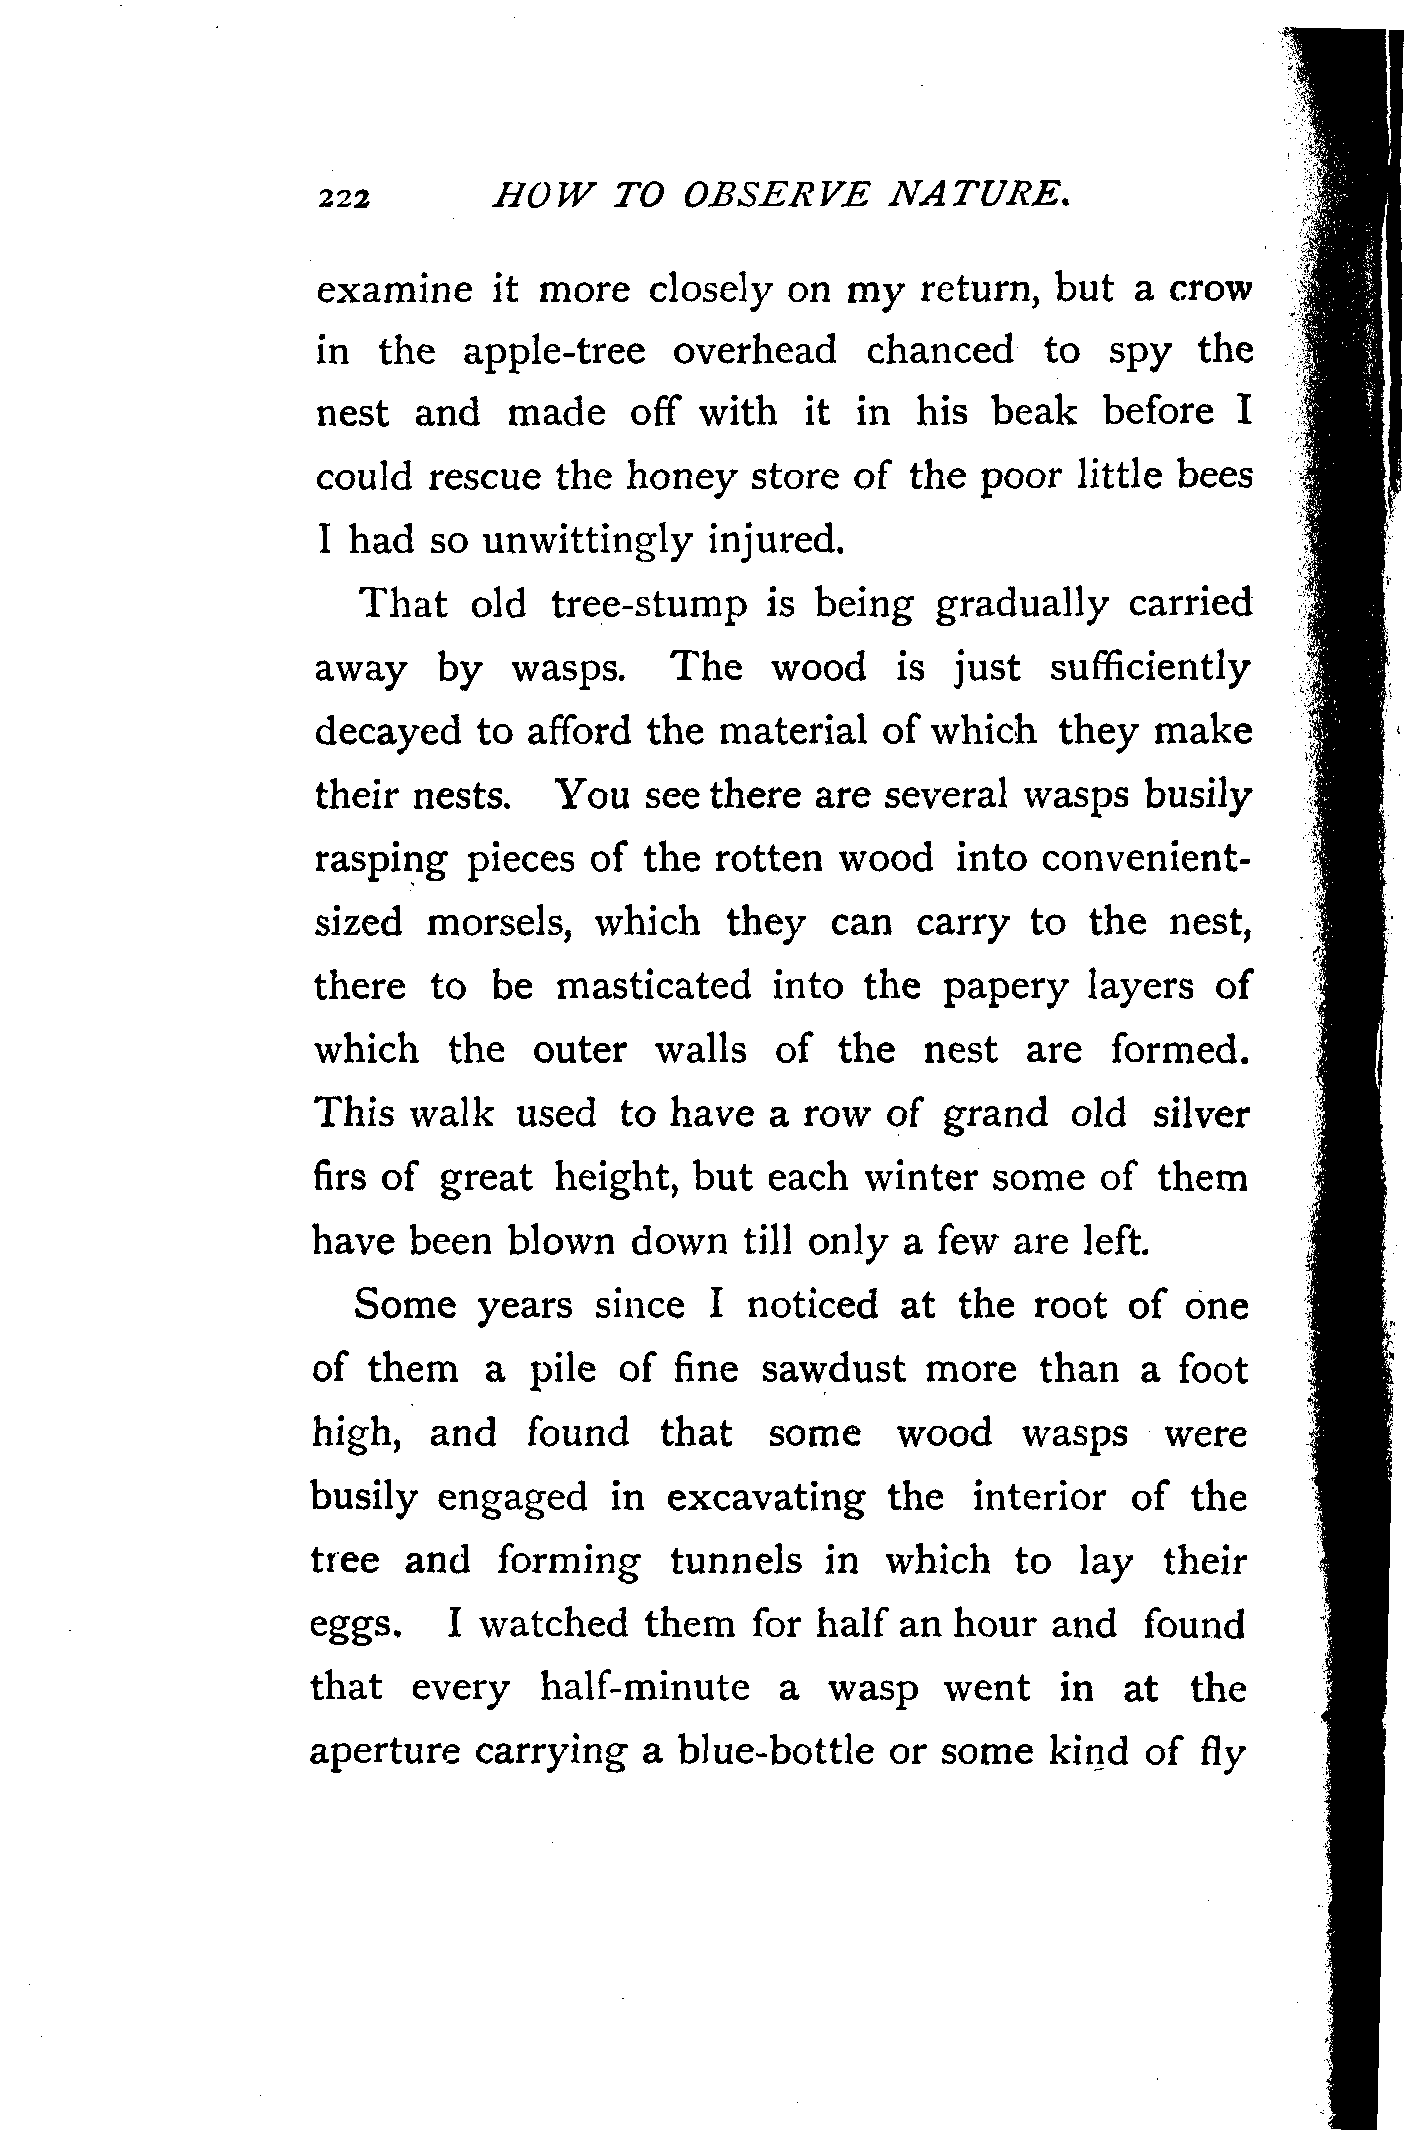 222 HOW TO OBSERVE NATURE.
examine it more closely on my return, but a crow
in the apple-tree overhead chanced to spy the
nest and made off with it in his beak before I
could rescue the honey store of the poor little bees
I had so unwittingly injured.
That old tree-stump is being gradually carried
away by wasps. The wood is just sufficiently
decayed to afford the material of which they make
their nests. You see there are several wasps busily
rasping pieces of the rotten wood into convenient-
sized morsels, which they can carry to the nest,
there to be masticated into the papery layers of
which the outer walls of the nest are formed.
This walk used to have a row of grand old silver
firs of great height, but each winter some of them
have been blown down till only a few are left.
Some years since I noticed at the root of one
of them a pile of fine sawdust more than a foot
high, and found that some wood wasps were
busily engaged in excavating the interior of the
tree and forming tunnels in which to lay their
eggs. I watched them for half an hour and found
that every half-minute a wasp went in at the
aperture carrying a blue-bottle or some kind of fly